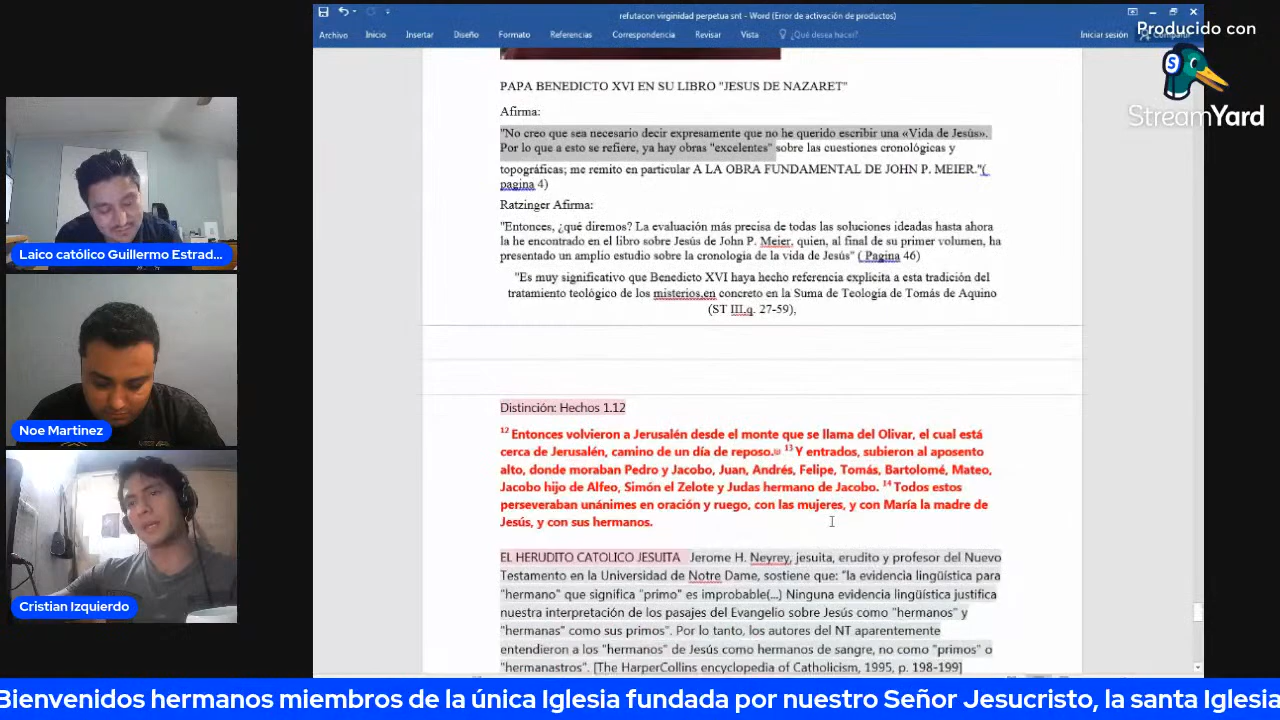 refutacon virginidad perpetua snt - Word (Error de activación de productos)
Producido con
StreamYard
Archivo Inicio Insertar Diseño Formato Referencias Correspondencia Revisar Vista ¿Qué desea hacer? Iniciar sesión Compartir
PAPA BENEDICTO XVI EN SU LIBRO "JESUS DE NAZARET"
Afirma:
"No creo que sea necesario decir expresamente que no he querido escribir una «Vida de Jesús».
Por lo que a esto se refiere, ya hay obras "excelentes" sobre las cuestiones cronológicas y
topográficas; me remito en particular A LA OBRA FUNDAMENTAL DE JOHN P. MEIER."(
pagina 4)
Ratzinger Afirma:
"Entonces, ¿qué diremos? La evaluación más precisa de todas las soluciones ideadas hasta ahora
la he encontrado en el libro sobre Jesús de John P. Meier, quien, al final de su primer volumen, ha
presentado un amplio estudio sobre la cronología de la vida de Jesús" ( Pagina 46)
"Es muy significativo que Benedicto XVI haya hecho referencia explicita a esta tradición del
tratamiento teológico de los misterios,en concreto en la Suma de Teología de Tomás de Aquino
(ST III,q. 27-59),
Distinción: Hechos 1.12
12 Entonces volvieron a Jerusalén desde el monte que se llama del Olivar, el cual está
cerca de Jerusalén, camino de un día de reposo. 13 Y entrados, subieron al aposento
alto, donde moraban Pedro y Jacobo, Juan, Andrés, Felipe, Tomás, Bartolomé, Mateo,
Jacobo hijo de Alfeo, Simón el Zelote y Judas hermano de Jacobo. 14 Todos estos
perseveraban unánimes en oración y ruego, con las mujeres, y con María la madre de
Jesús, y con sus hermanos.
EL HERUDITO CATOLICO JESUITA Jerome H. Neyrey, jesuita, erudito y profesor del Nuevo
Testamento en la Universidad de Notre Dame, sostiene que: "la evidencia lingüística para
"hermano" que significa "primo" es improbable(...) Ninguna evidencia lingüística justifica
nuestra interpretación de los pasajes del Evangelio sobre Jesús como "hermanos" y
"hermanas" como sus primos". Por lo tanto, los autores del NT aparentemente
entendieron a los "hermanos" de Jesús como hermanos de sangre, no como "primos" o
"hermanastros". [The HarperCollins encyclopedia of Catholicism, 1995, p. 198-199]
Laico católico Guillermo Estrad...
Noe Martinez
Cristian Izquierdo
Bienvenidos hermanos miembros de la única Iglesia fundada por nuestro Señor Jesucristo, la santa Iglesia